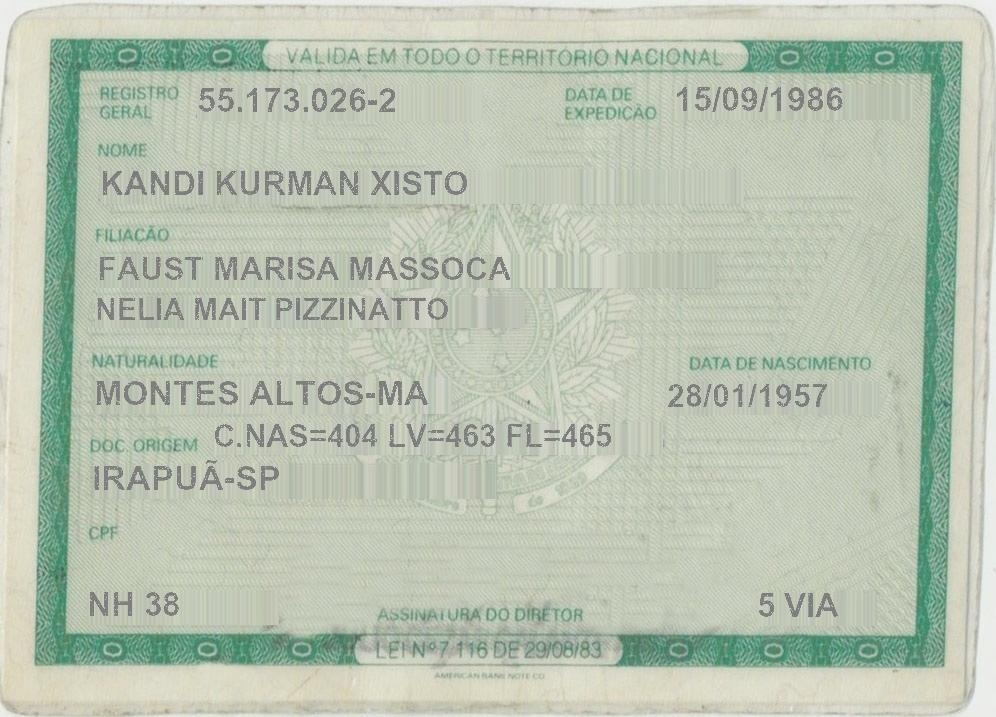 VÁLIDA EM TODO O TERRITÓRIO NACIONAL
REGISTRO GERAL 55.173.026-2 DATA DE EXPEDIÇÃO 15/09/1986
NOME
KANDI KURMAN XISTO
FILIAÇÃO
FAUST MARISA MASSOCA
NELIA MAIT PIZZINATTO
NATURALIDADE DATA DE NASCIMENTO
MONTES ALTOS-MA 28/01/1957
DOC. ORIGEM C.NAS=404 LV=463 FL=465
IRAPUÃ-SP
CPF
NH 38 ASSINATURA DO DIRETOR 5 VIA
LEI Nº 7.116 DE 29/08/83
AMERICAN BANK NOTE CO.